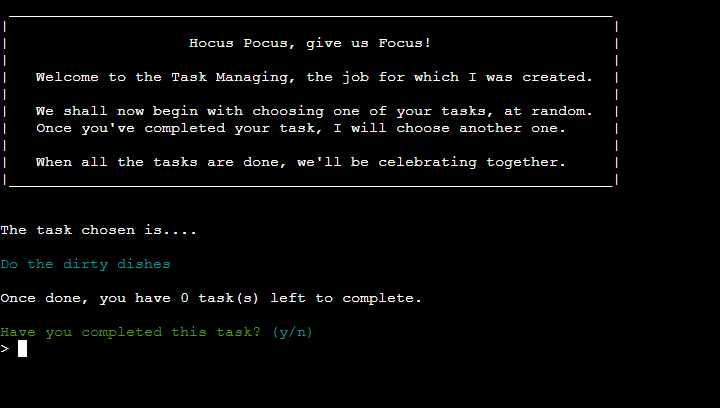 Hocus Pocus, give us Focus!
Welcome to the Task Managing, the job for which I was created.
We shall now begin with choosing one of your tasks, at random.
Once you've completed your task, I will choose another one.
When all the tasks are done, we'll be celebrating together.
The task chosen is....
Do the dirty dishes
Once done, you have 0 task(s) left to complete.
Have you completed this task? (y/n)
>